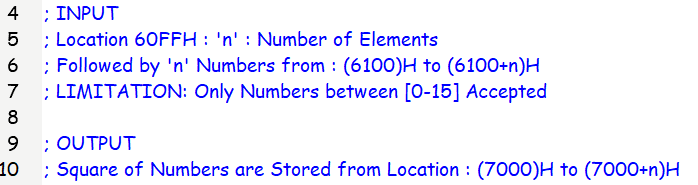 4 ; INPUT
5 ; Location 60FFH : 'n' : Number of Elements
6 ; Followed by 'n' Numbers from : (6100)H to (6100+n)H
7 ; LIMITATION: Only Numbers between [0-15] Accepted
8
9 ; OUTPUT
10 ; Square of Numbers are Stored from Location : (7000)H to (7000+n)H